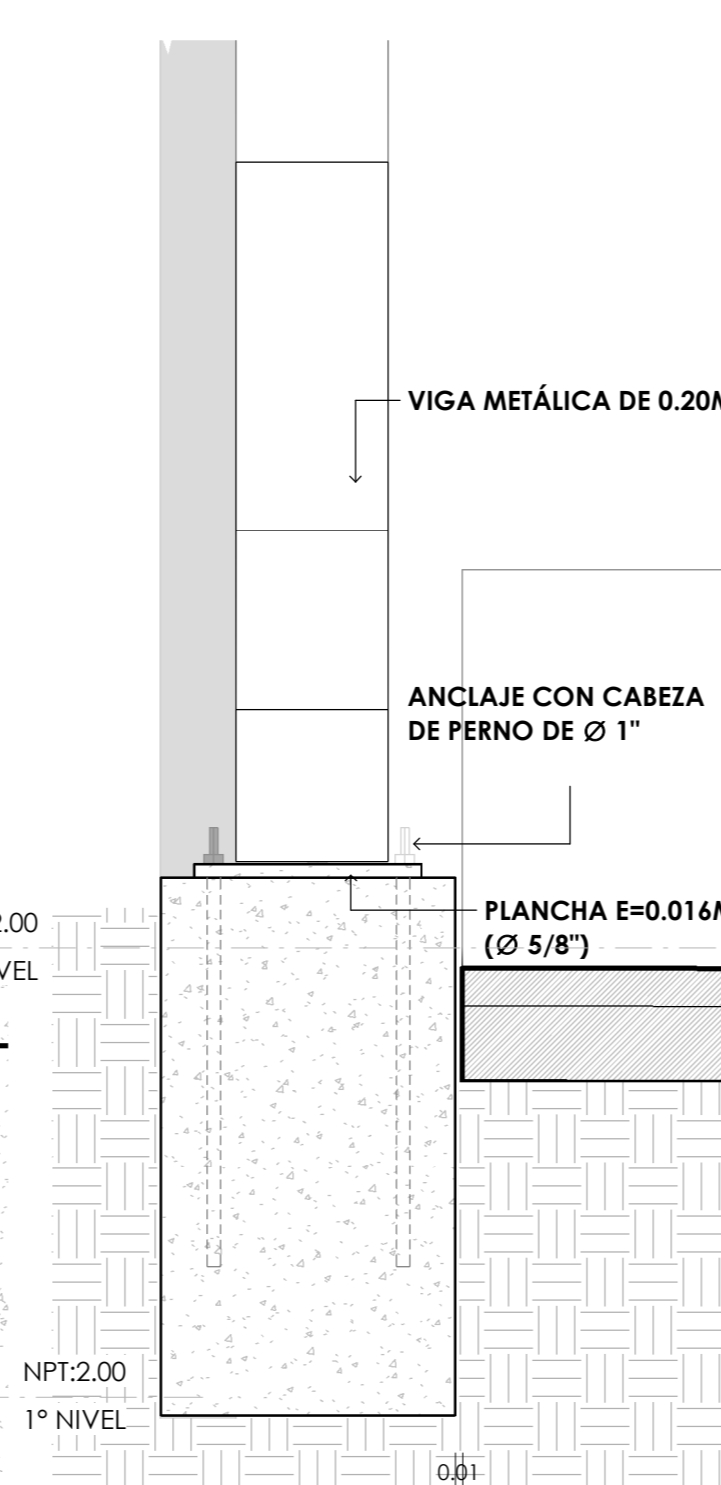 VIGA METÁLICA DE 0.20M
ANCLAJE CON CABEZA
DE PERNO DE Ø 1"
PLANCHA E=0.016M
(Ø 5/8")
2.00
VEL
NPT:2.00
1° NIVEL
0.01